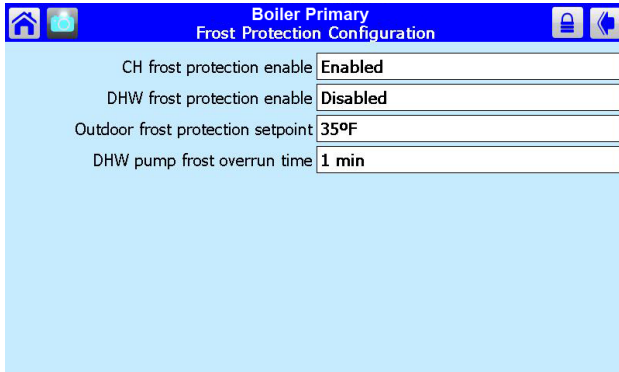 Boiler Primary
Frost Protection Configuration
CH frost protection enable Enabled
DHW frost protection enable Disabled
Outdoor frost protection setpoint 35ºF
DHW pump frost overrun time 1 min